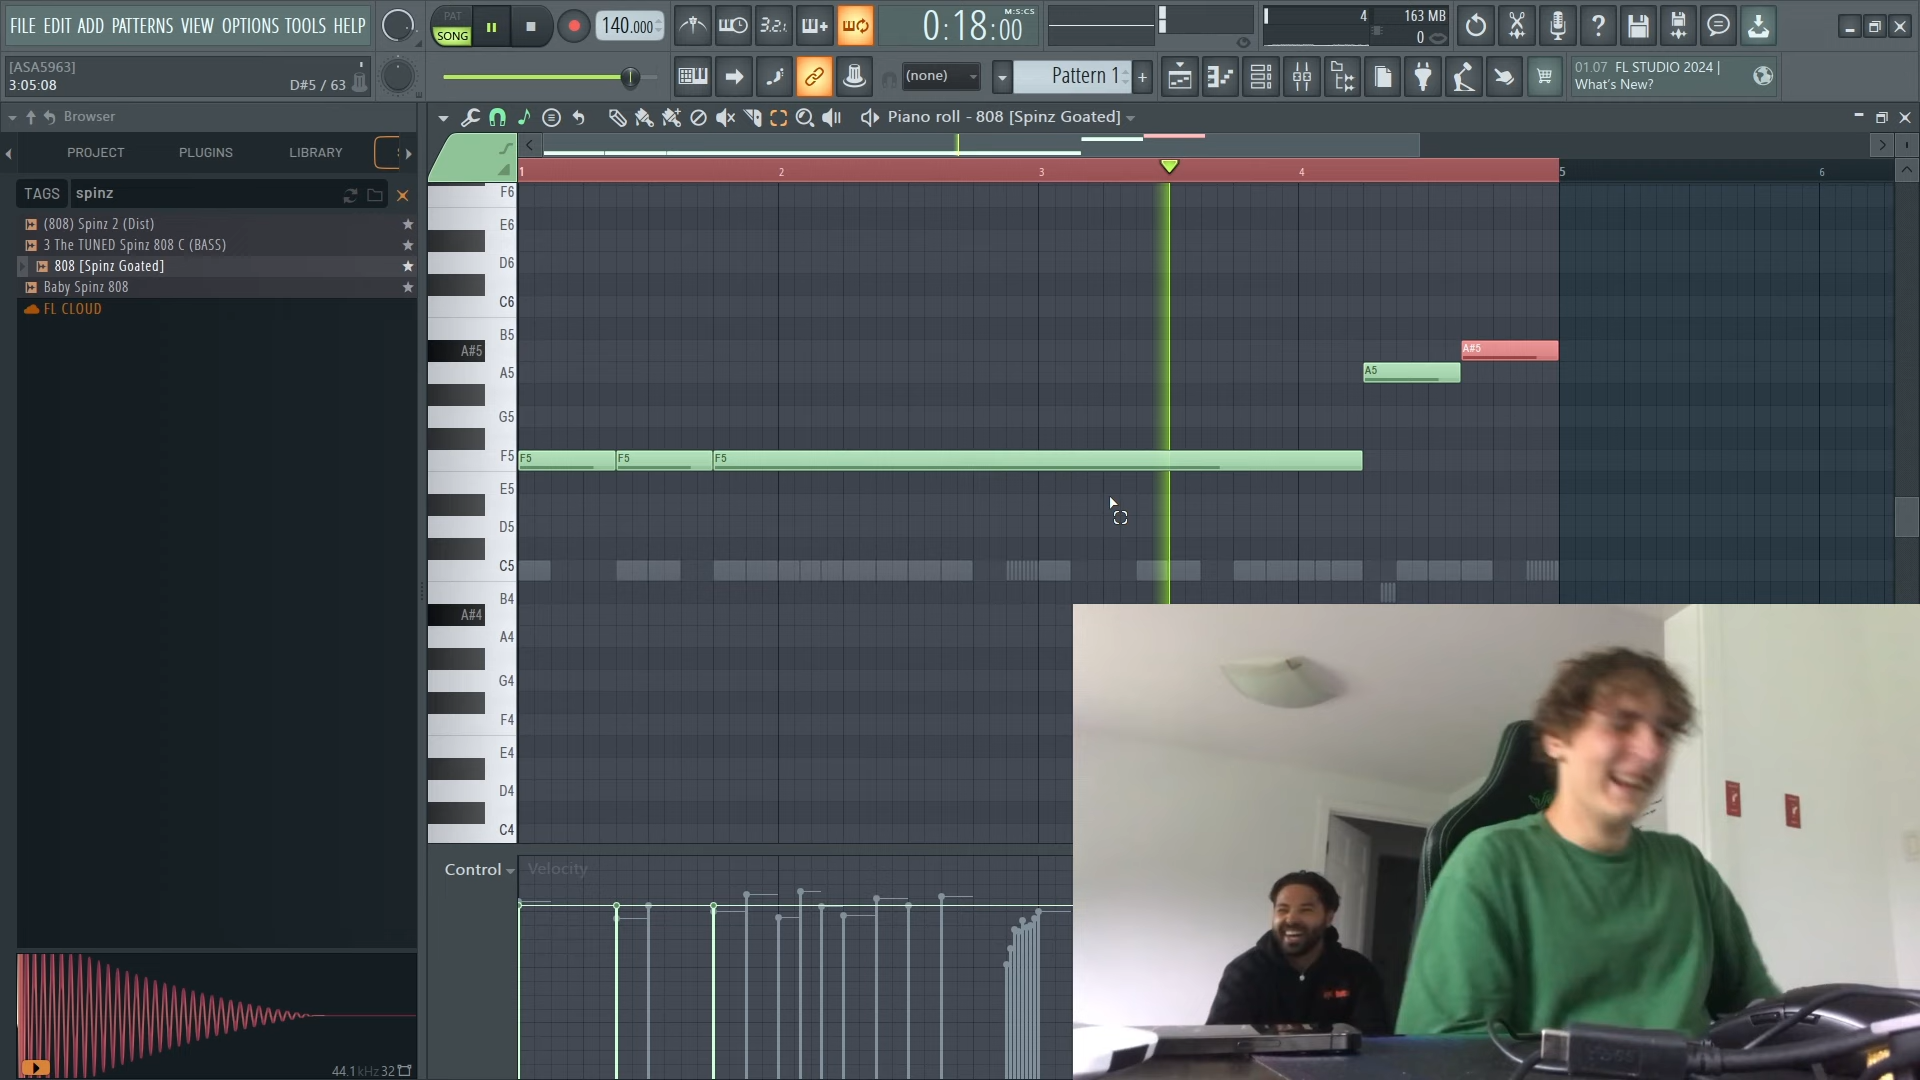 FILE EDIT ADD PATTERNS VIEW OPTIONS TOOLS HELP
PAT
SONG
140.000
3.2.1
0:18:00
M:S:CS
4
163 MB
0
[ASA5963]
3:05:08
D#5 / 63
(none)
Pattern 1
+
01.07 FL STUDIO 2024 |
What's New?
Browser
Piano roll - 808 [Spinz Goated]
PROJECT
PLUGINS
LIBRARY
TAGS
spinz
(808) Spinz 2 (Dist)
3 The TUNED Spinz 808 C (BASS)
808 [Spinz Goated]
Baby Spinz 808
FL CLOUD
1
2
3
4
5
6
F6
E6
D6
C6
B5
A#5
A#5
A5
A5
G5
F5
F5
F5
F5
E5
D5
C5
B4
A#4
A4
G4
F4
E4
D4
C4
Control
Velocity
44.1kHz 32